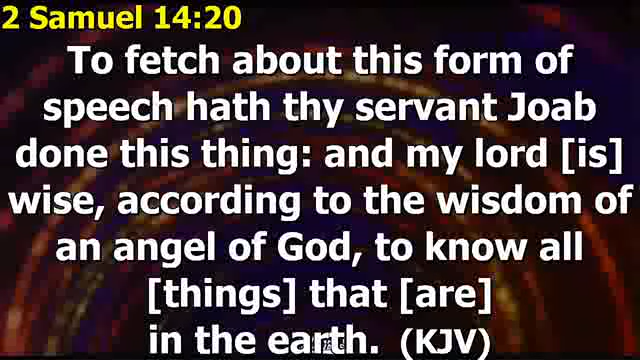 2 Samuel 14:20
To fetch about this form of
speech hath thy servant Joab
done this thing: and my lord [is]
wise, according to the wisdom of
an angel of God, to know all
[things] that [are]
in the earth. (KJV)